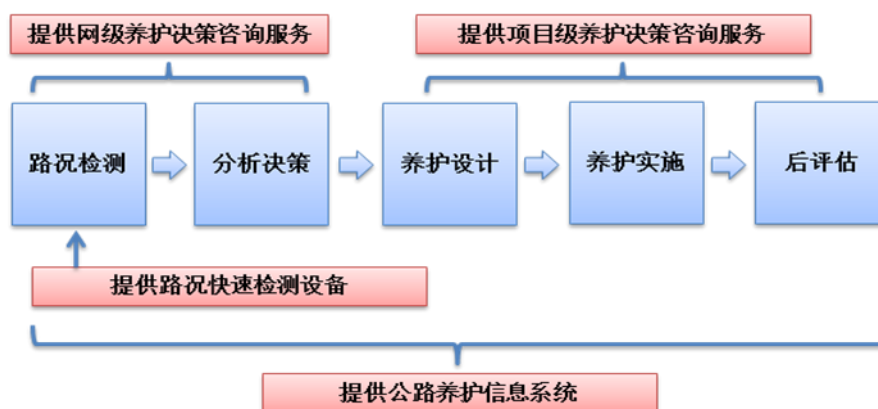 提供网级养护决策咨询服务
提供项目级养护决策咨询服务
路况检测
分析决策
养护设计
养护实施
后评估
提供路况快速检测设备
提供公路养护信息系统